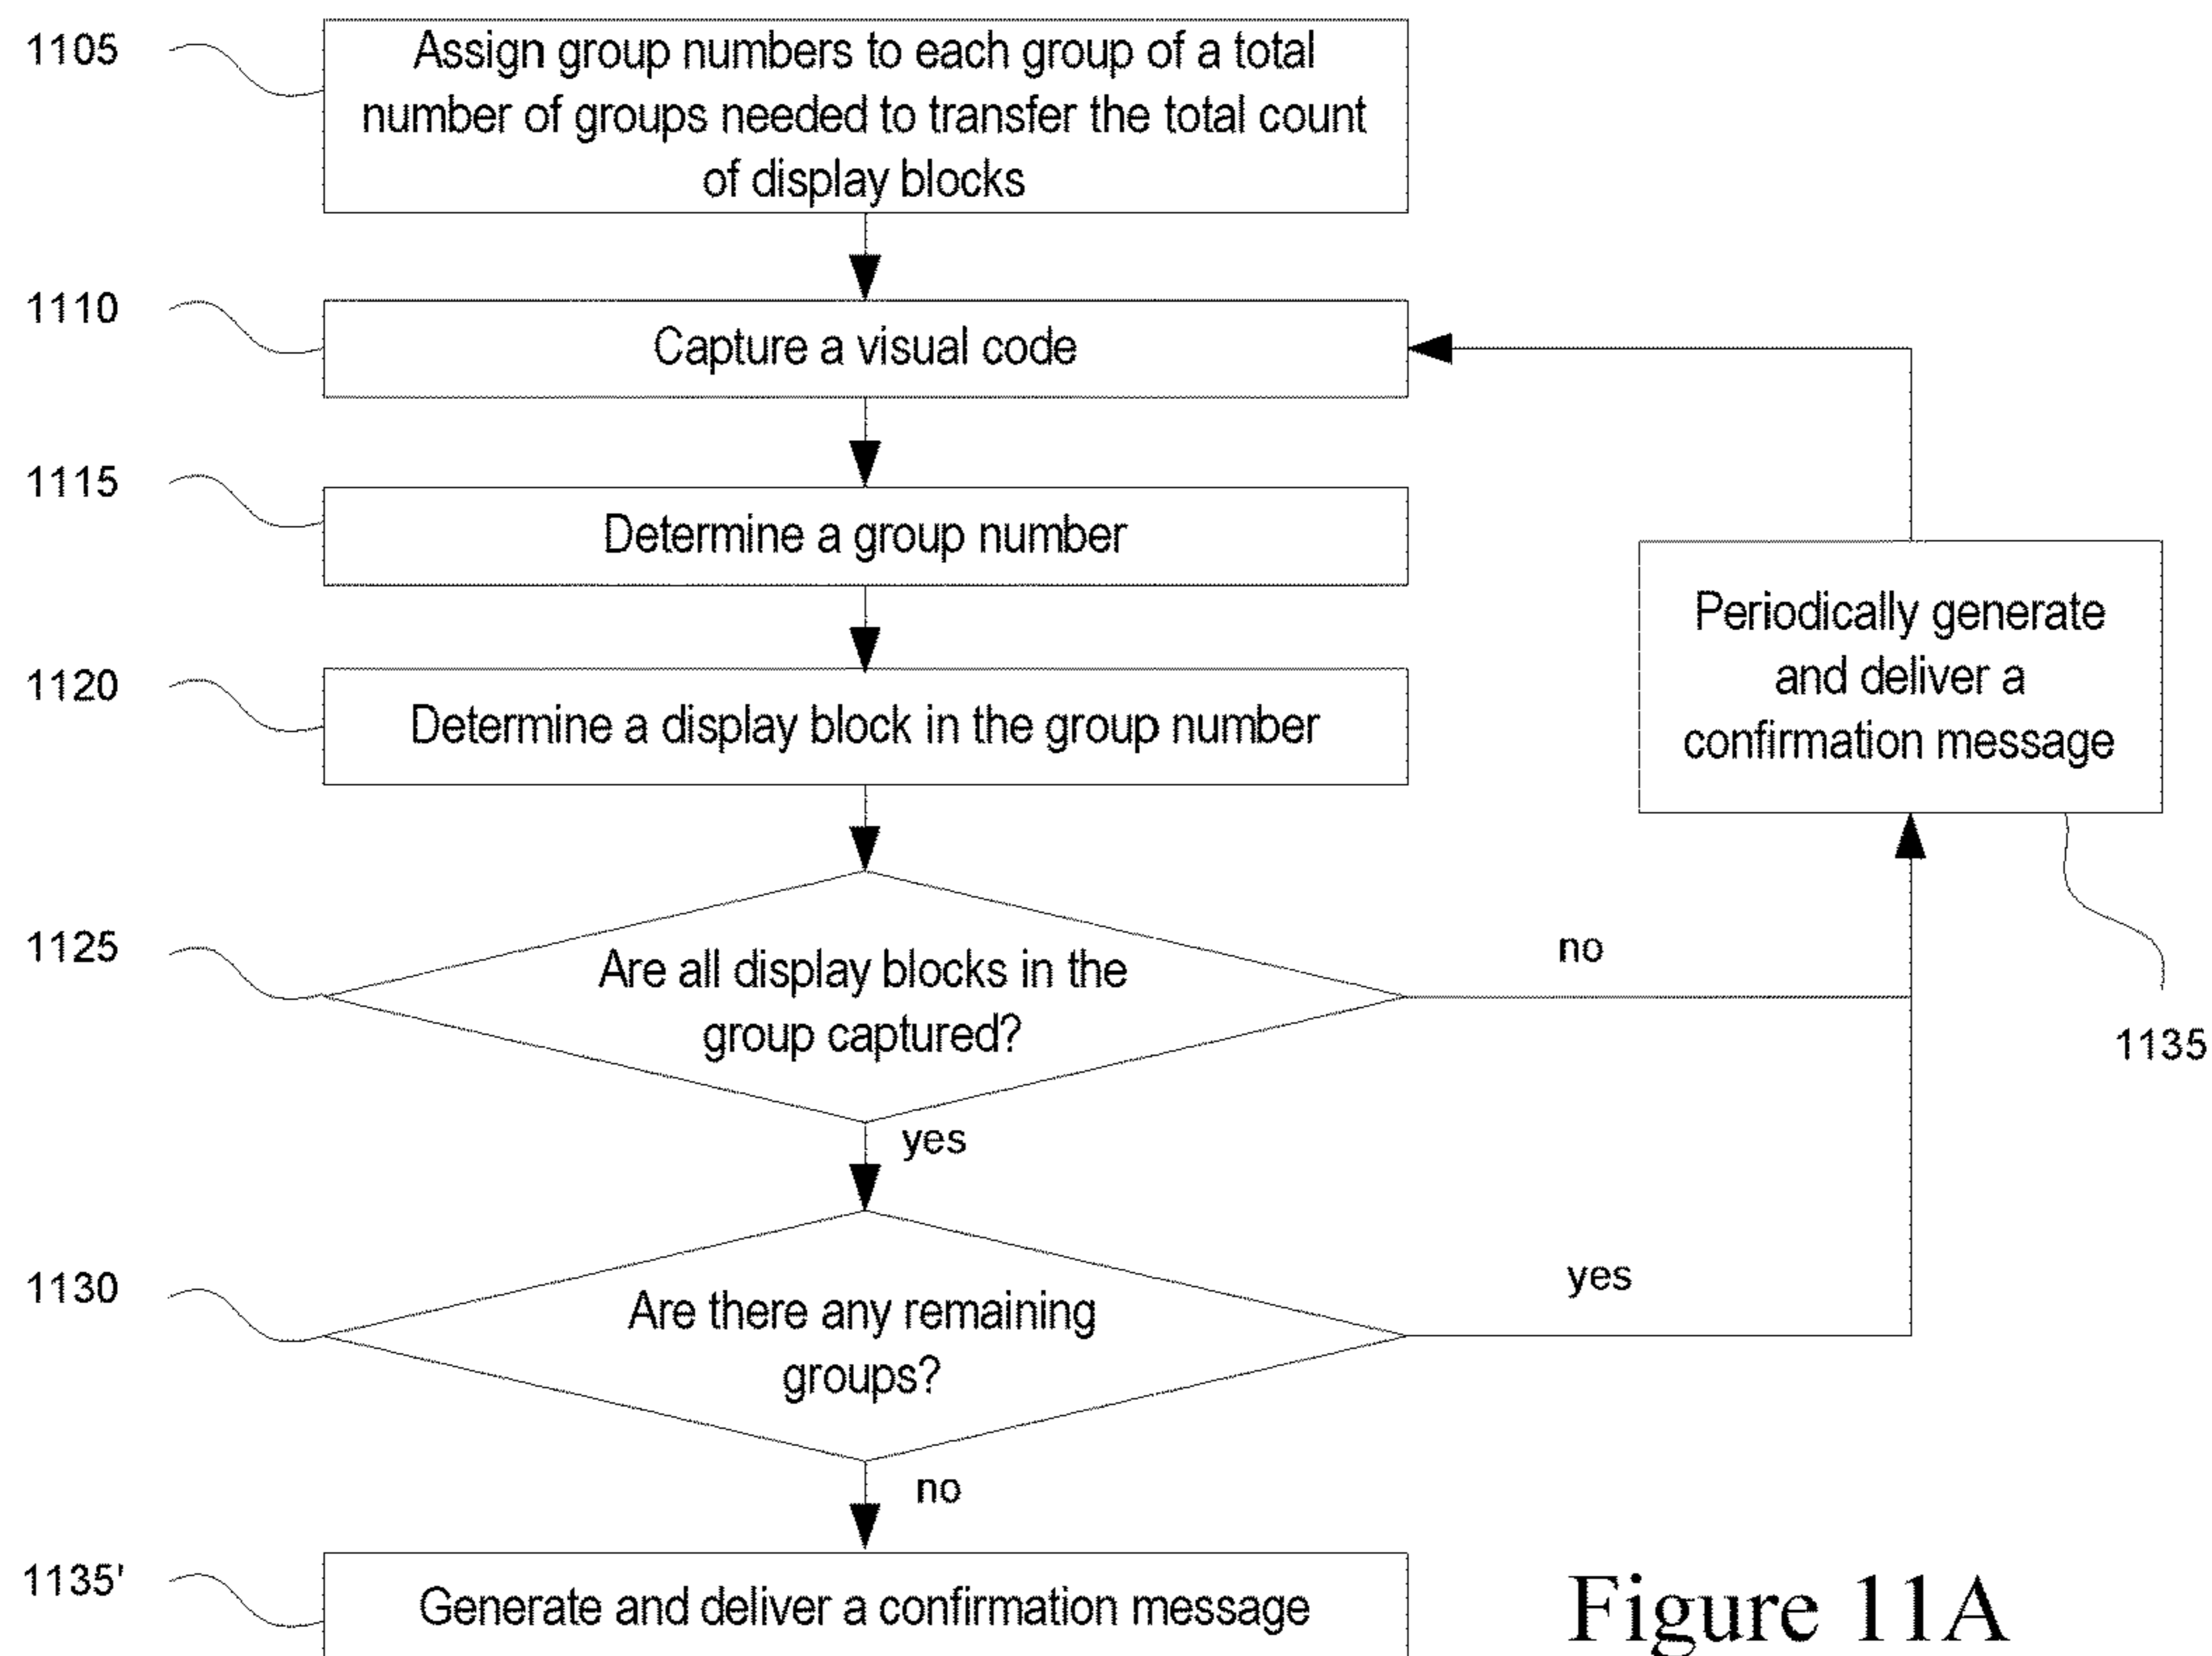 1105
Assign group numbers to each group of a total
number of groups needed to transfer the total count
of display blocks
1110
Capture a visual code
1115
Determine a group number
1120
Determine a display block in the group number
Periodically generate
and deliver a
confirmation message
1135
1125
Are all display blocks in the
group captured?
no
yes
1130
Are there any remaining
groups?
yes
no
1135'
Generate and deliver a confirmation message
Figure 11A